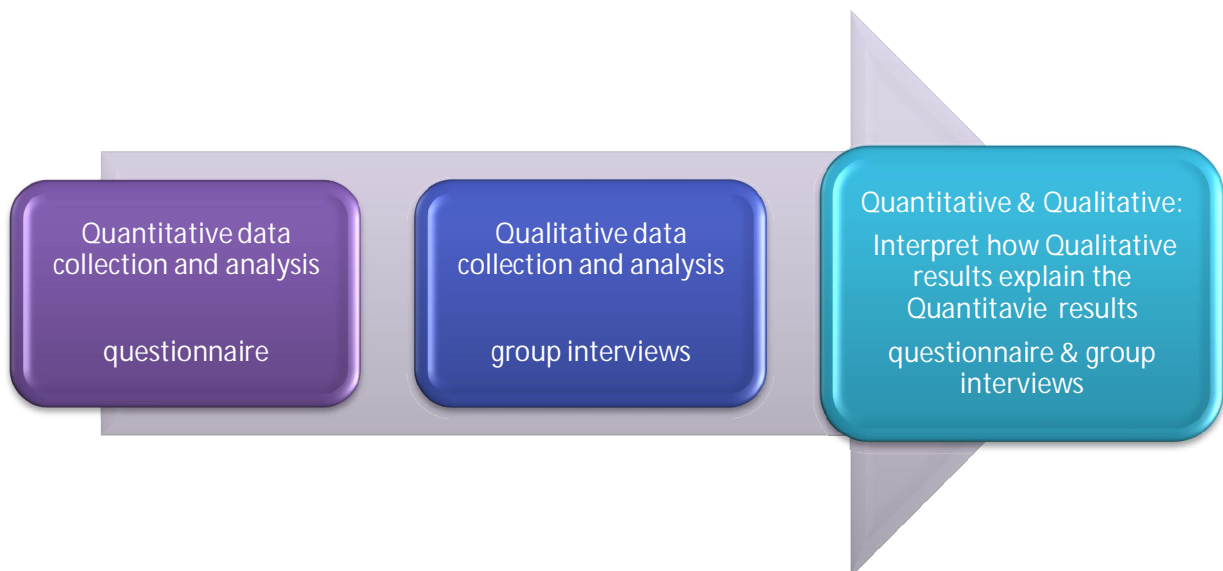 Quantitative data
collection and analysis
questionnaire
Qualitative data
collection and analysis
group interviews
Quantitative & Qualitative:
Interpret how Qualitative
results explain the
Quantitavie results
questionnaire & group
interviews